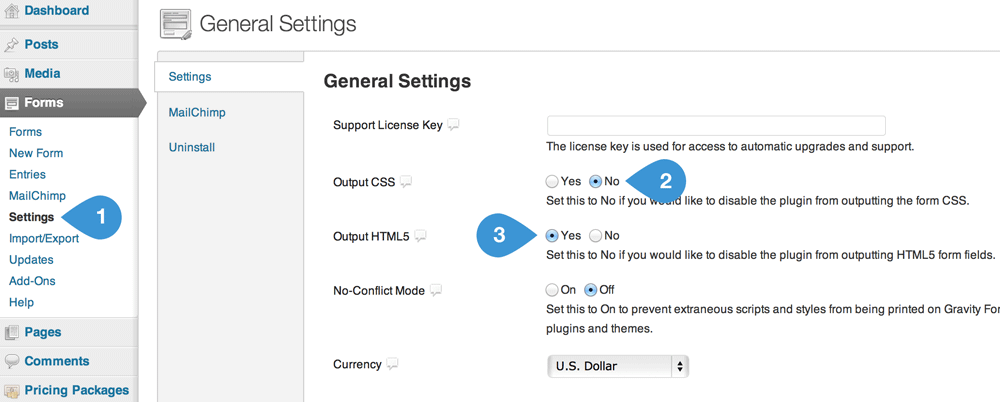 Dashboard
Posts
Media
Forms
Forms
New Form
Entries
MailChimp
Settings
1
Import/Export
Updates
Add-Ons
Help
Pages
Comments
Pricing Packages
General Settings
Settings
MailChimp
Uninstall
General Settings
Support License Key
The license key is used for access to automatic upgrades and support.
Output CSS
Yes No
2
Set this to No if you would like to disable the plugin from outputting the form CSS.
Output HTML5
3
Yes No
Set this to No if you would like to disable the plugin from outputting HTML5 form fields.
No-Conflict Mode
On Off
Set this to On to prevent extraneous scripts and styles from being printed on Gravity Fo
plugins and themes.
Currency
U.S. Dollar